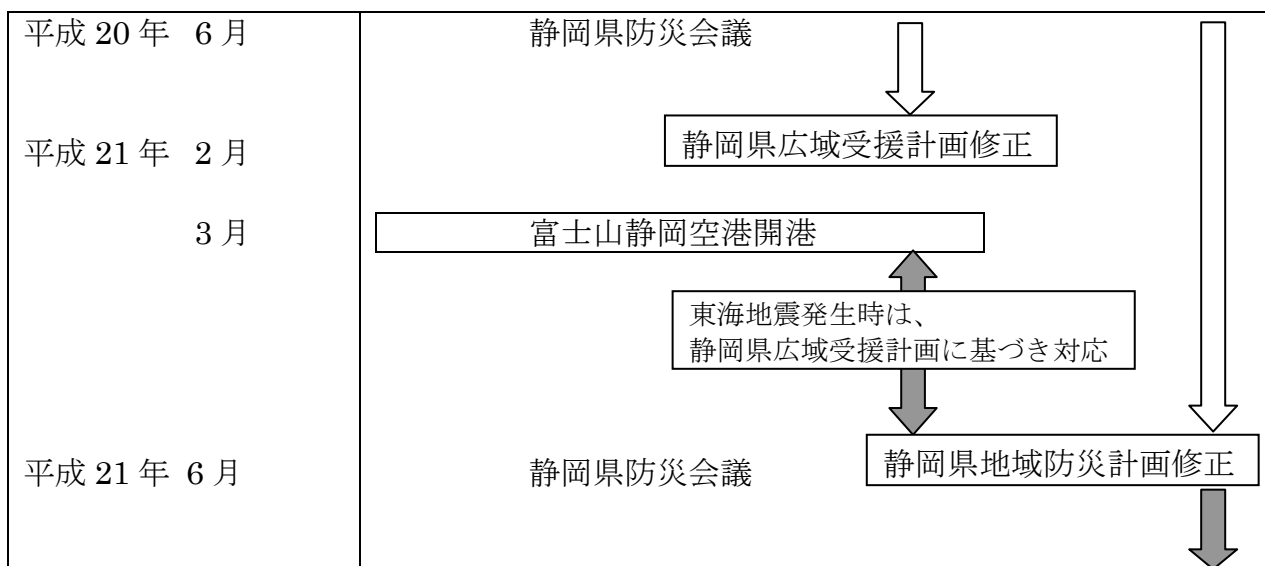 平成 20 年 6 月 静岡県防災会議
平成 21 年 2 月 静岡県広域受援計画修正
3 月 富士山静岡空港開港
東海地震発生時は、
静岡県広域受援計画に基づき対応
平成 21 年 6 月 静岡県防災会議 静岡県地域防災計画修正